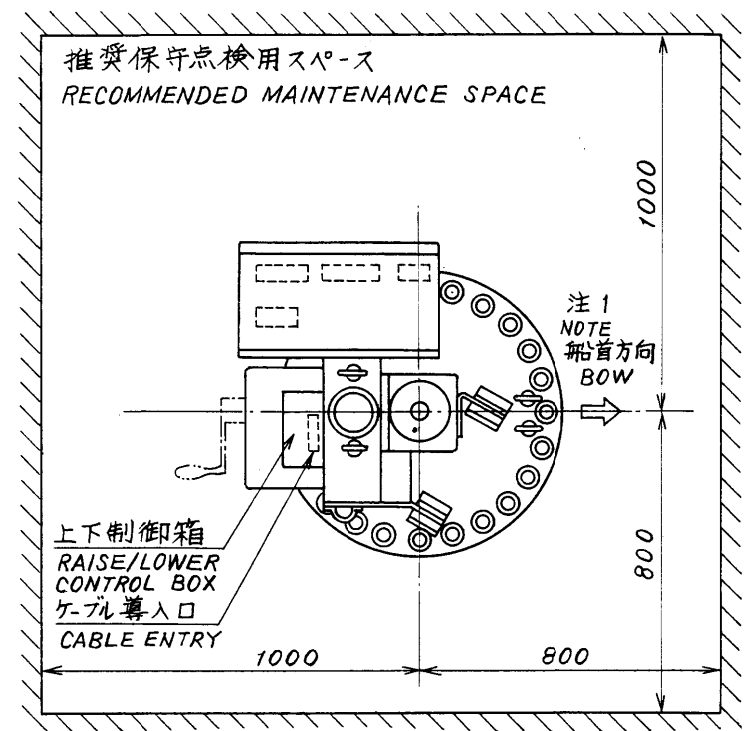 推奨保守点検用スペース
RECOMMENDED MAINTENANCE SPACE
1000
注1
NOTE
船首方向
BOW
上下制御箱
RAISE/LOWER
CONTROL BOX
ケーブル導入口
CABLE ENTRY
800
1000
800